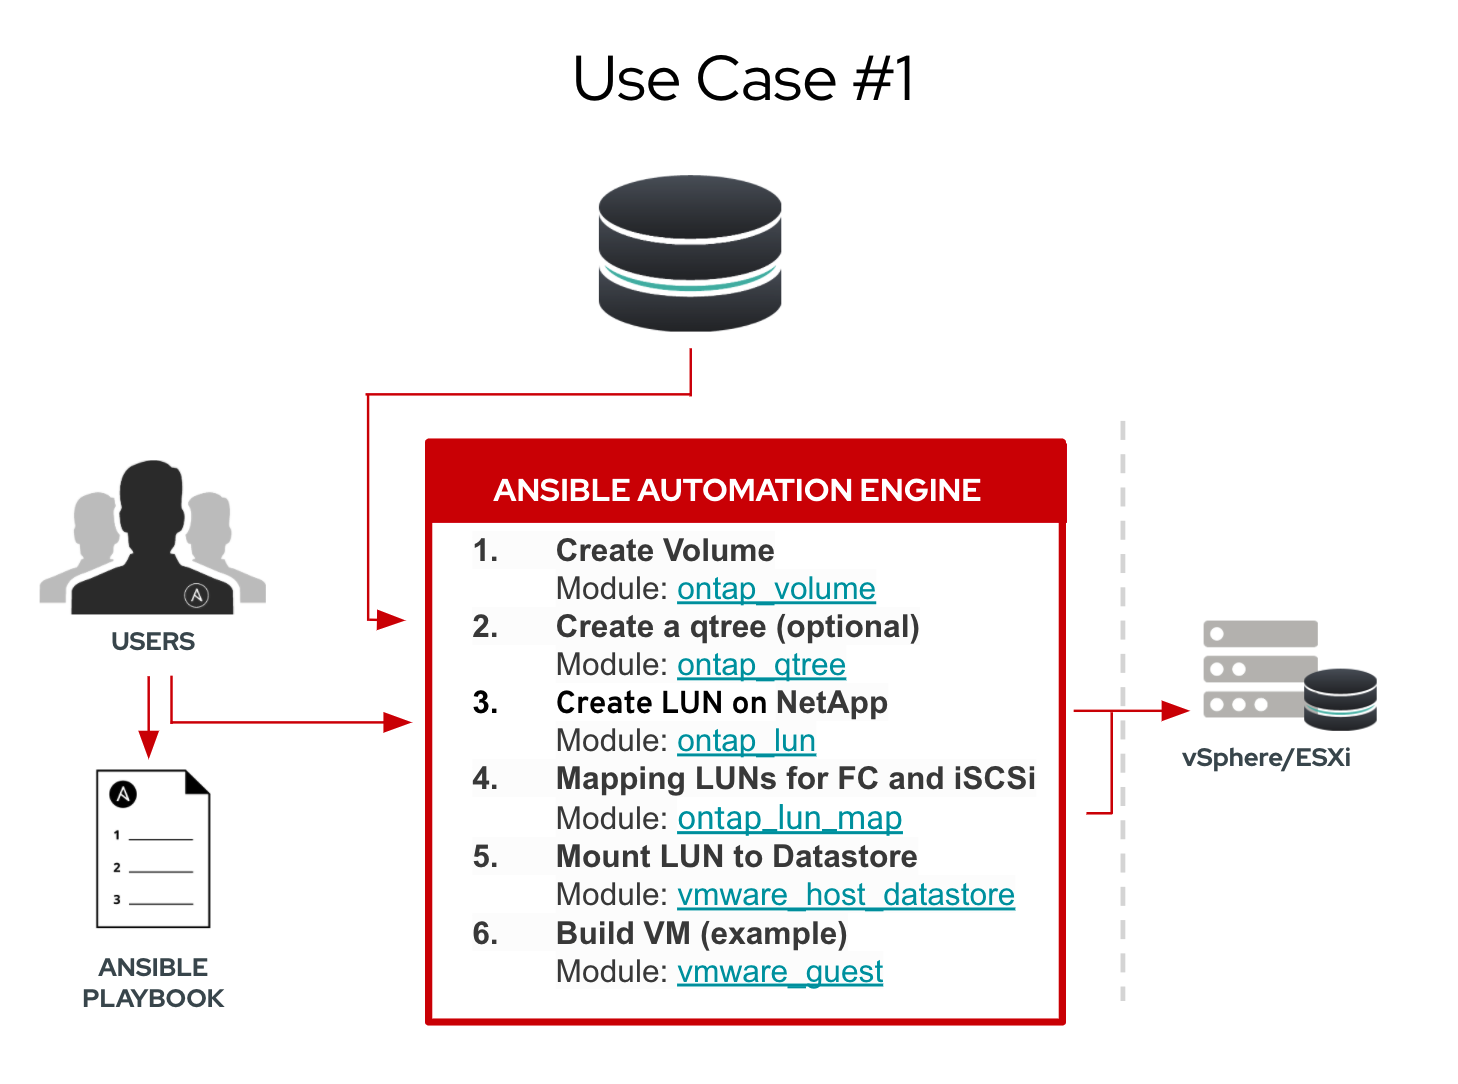 Use Case #1
ANSIBLE AUTOMATION ENGINE
1. Create Volume
Module: ontap_volume
2. Create a qtree (optional)
Module: ontap_qtree
3. Create LUN on NetApp
Module: ontap_lun
4. Mapping LUNs for FC and iSCSi
Module: ontap_lun_map
5. Mount LUN to Datastore
Module: vmware_host_datastore
6. Build VM (example)
Module: vmware_guest
USERS
1
2
3
ANSIBLE
PLAYBOOK
vSphere/ESXi